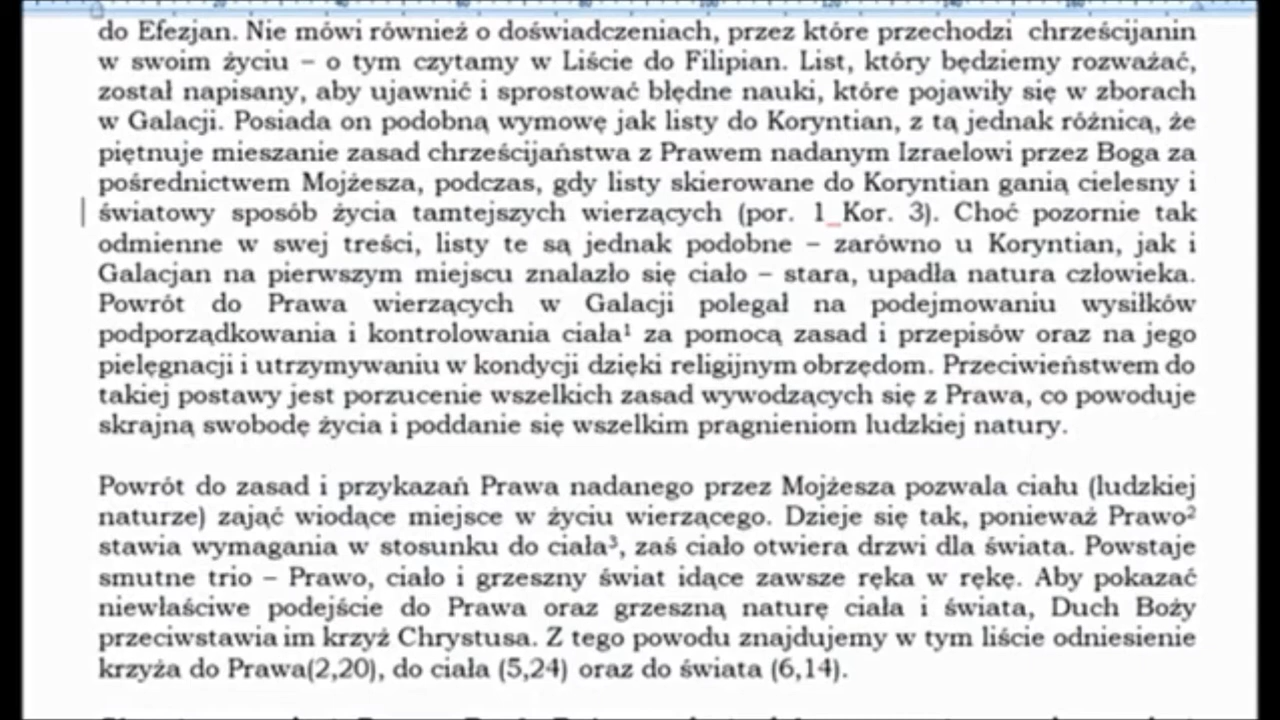 do Efezjan. Nie mówi również o doświadczeniach, przez które przechodzi chrześcijanin
w swoim życiu – o tym czytamy w Liście do Filipian. List, który będziemy rozważać,
został napisany, aby ujawnić i sprostować błędne nauki, które pojawiły się w zborach
w Galacji. Posiada on podobną wymowę jak listy do Koryntian, z tą jednak różnicą, że
piętnuje mieszanie zasad chrześcijaństwa z Prawem nadanym Izraelowi przez Boga za
pośrednictwem Mojżesza, podczas, gdy listy skierowane do Koryntian ganią cielesny i
światowy sposób życia tamtejszych wierzących (por. 1 Kor. 3). Choć pozornie tak
odmienne w swej treści, listy te są jednak podobne – zarówno u Koryntian, jak i
Galacjan na pierwszym miejscu znalazło się ciało – stara, upadła natura człowieka.
Powrót do Prawa wierzących w Galacji polegał na podejmowaniu wysiłków
podporządkowania i kontrolowania ciała¹ za pomocą zasad i przepisów oraz na jego
pielęgnacji i utrzymywaniu w kondycji dzięki religijnym obrzędom. Przeciwieństwem do
takiej postawy jest porzucenie wszelkich zasad wywodzących się z Prawa, co powoduje
skrajną swobodę życia i poddanie się wszelkim pragnieniom ludzkiej natury.
Powrót do zasad i przykazań Prawa nadanego przez Mojżesza pozwala ciału (ludzkiej
naturze) zająć wiodące miejsce w życiu wierzącego. Dzieje się tak, ponieważ Prawo²
stawia wymagania w stosunku do ciała³, zaś ciało otwiera drzwi dla świata. Powstaje
smutne trio – Prawo, ciało i grzeszny świat idące zawsze ręka w rękę. Aby pokazać
niewłaściwe podejście do Prawa oraz grzeszną naturę ciała i świata, Duch Boży
przeciwstawia im krzyż Chrystusa. Z tego powodu znajdujemy w tym liście odniesienie
krzyża do Prawa(2,20), do ciała (5,24) oraz do świata (6,14).